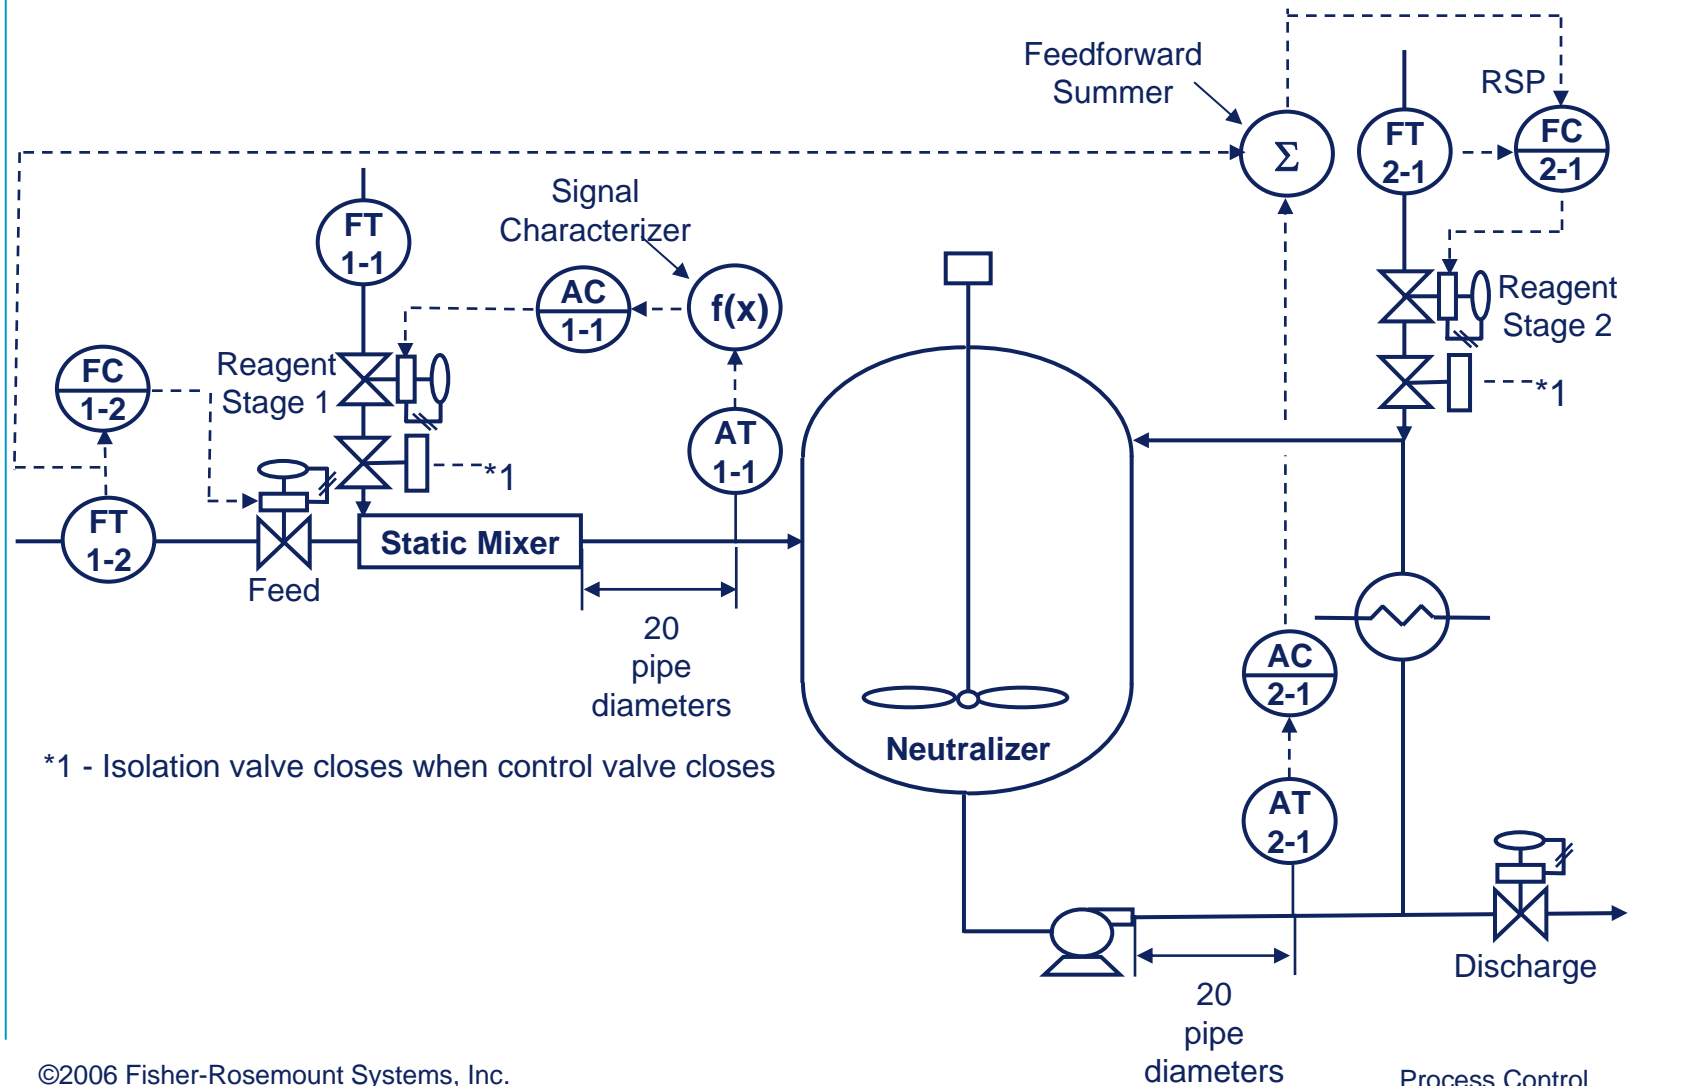 Feedforward
Summer
RSP
FT
2-1
FC
2-1
Σ
Signal
Characterizer
FT
1-1
AC
1-1
f(x)
Reagent
Stage 2
FC
1-2
Reagent
Stage 1
*1
AT
1-1
*1
FT
1-2
Static Mixer
Feed
20
pipe
diameters
AC
2-1
Neutralizer
*1 - Isolation valve closes when control valve closes
AT
2-1
Discharge
20
pipe
diameters
©2006 Fisher-Rosemount Systems, Inc.
Process Control